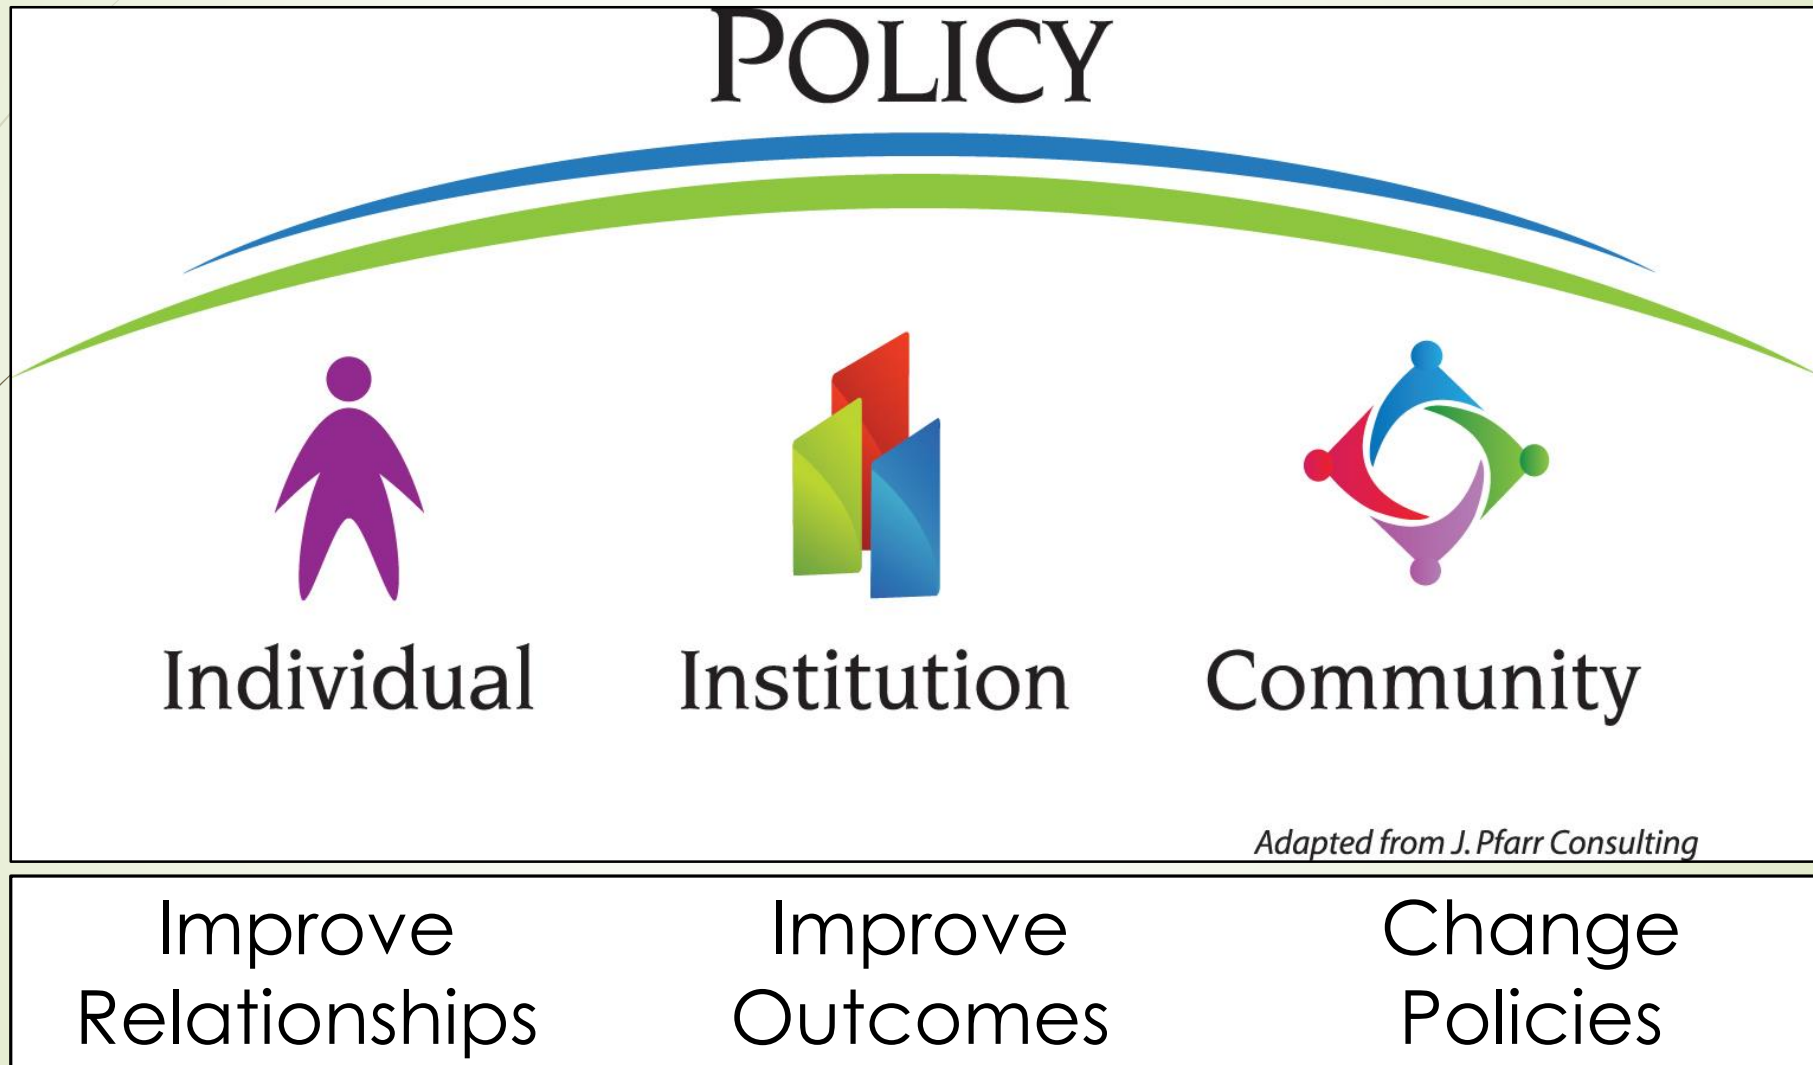 POLICY
Individual
Institution
Community
Adapted from J. Pfarr Consulting
Improve
Relationships
Improve
Outcomes
Change
Policies